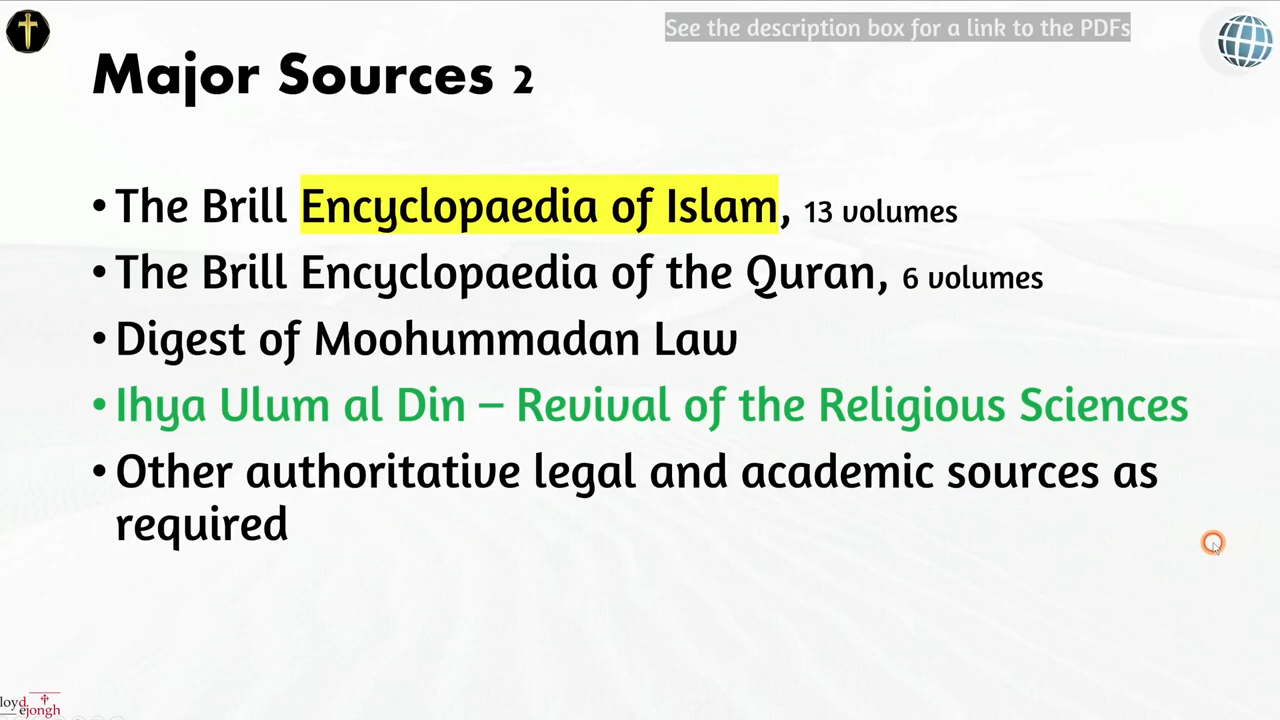 See the description box for a link to the PDFs
Major Sources 2
• The Brill Encyclopaedia of Islam, 13 volumes
• The Brill Encyclopaedia of the Quran, 6 volumes
• Digest of Moohummadan Law
• Ihya Ulum al Din – Revival of the Religious Sciences
• Other authoritative legal and academic sources as
required
loyd
ejongh